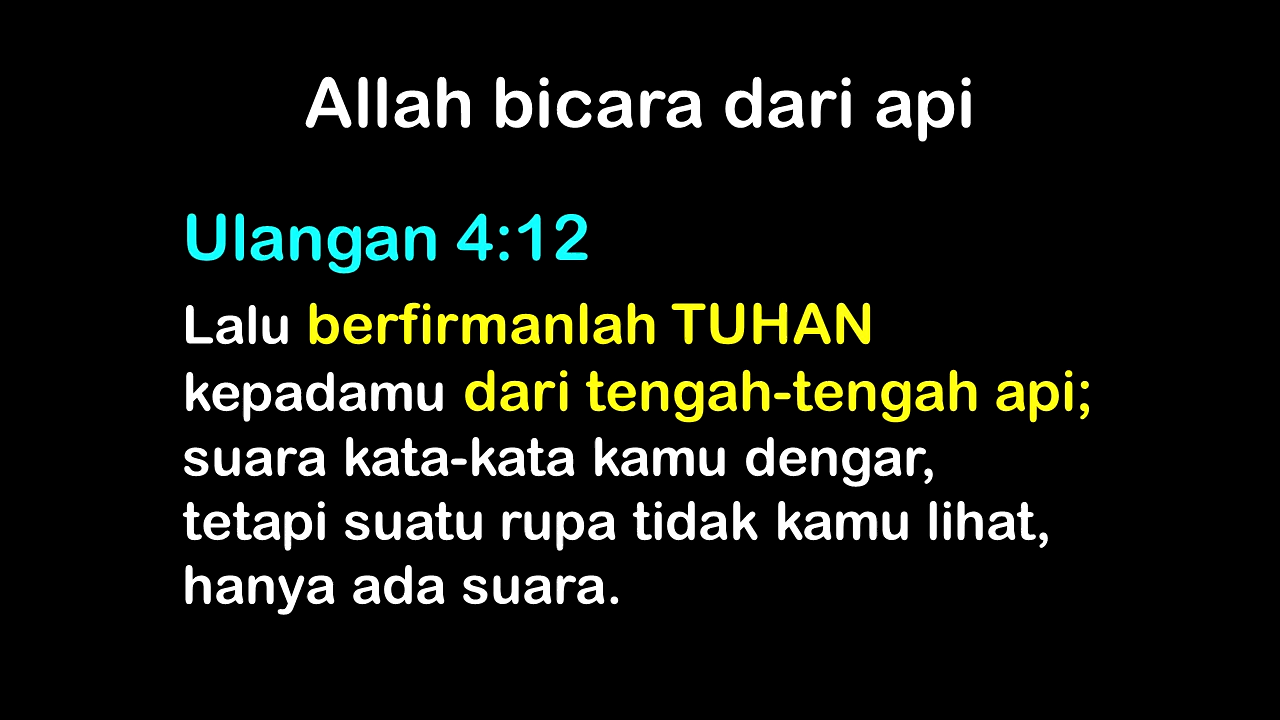 Allah bicara dari api
Ulangan 4:12
Lalu berfirmanlah TUHAN
kepadamu dari tengah-tengah api;
suara kata-kata kamu dengar,
tetapi suatu rupa tidak kamu lihat,
hanya ada suara.